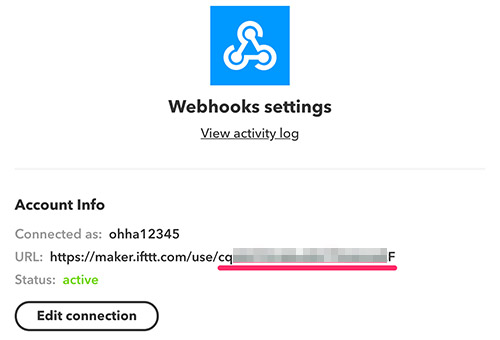 Webhooks settings
View activity log
Account Info
Connected as: ohha12345
URL: https://maker.ifttt.com/use/cq F
Status: active
Edit connection